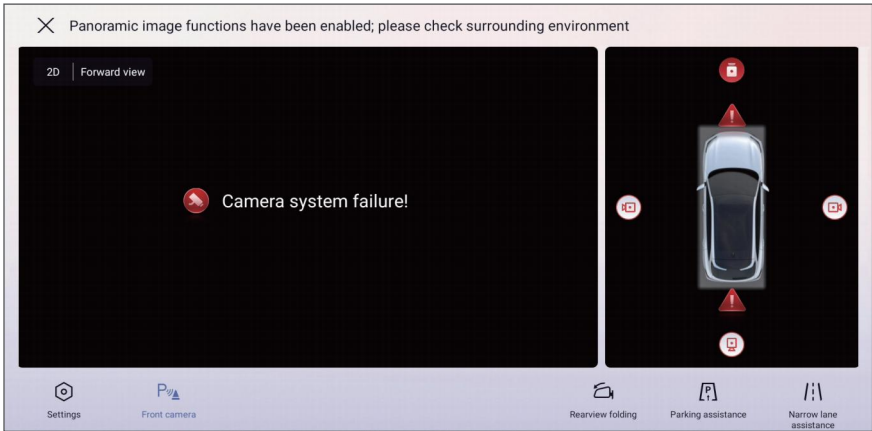 Panoramic image functions have been enabled; please check surrounding environment
2D Forward view
Camera system failure!
Settings
Front camera
Rearview folding
Parking assistance
Narrow lane
assistance